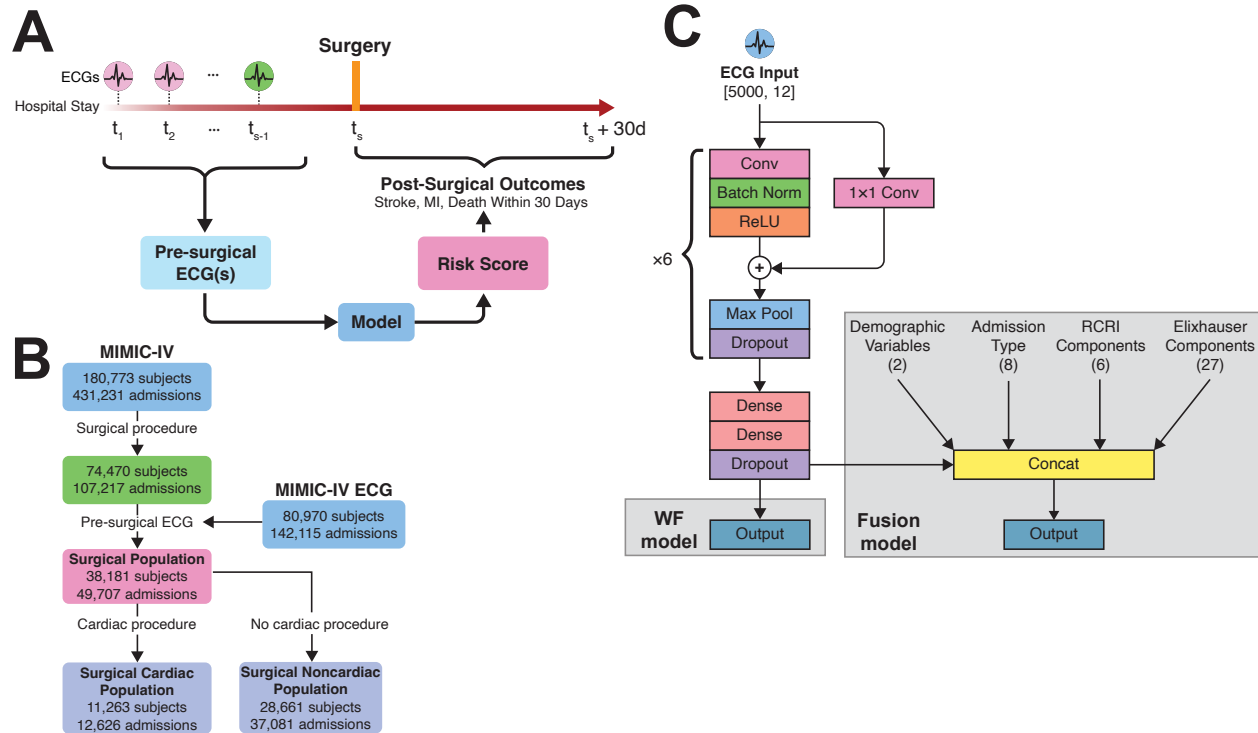 A
Surgery
ECGs
...
Hospital Stay
t1
t2
...
ts-1
ts
ts + 30d
Post-Surgical Outcomes
Stroke, MI, Death Within 30 Days
Pre-surgical
ECG(s)
Risk Score
Model
B
MIMIC-IV
180,773 subjects
431,231 admissions
Surgical procedure
74,470 subjects
107,217 admissions
MIMIC-IV ECG
80,970 subjects
142,115 admissions
Pre-surgical ECG
Surgical Population
38,181 subjects
49,707 admissions
Cardiac procedure
No cardiac procedure
Surgical Cardiac
Population
11,263 subjects
12,626 admissions
Surgical Noncardiac
Population
28,661 subjects
37,081 admissions
C
ECG Input
[5000, 12]
Conv
Batch Norm
ReLU
1×1 Conv
×6
+
Max Pool
Dropout
Dense
Dense
Dropout
WF
model
Output
Demographic
Variables
(2)
Admission
Type
(8)
RCRI
Components
(6)
Elixhauser
Components
(27)
Concat
Fusion
model
Output